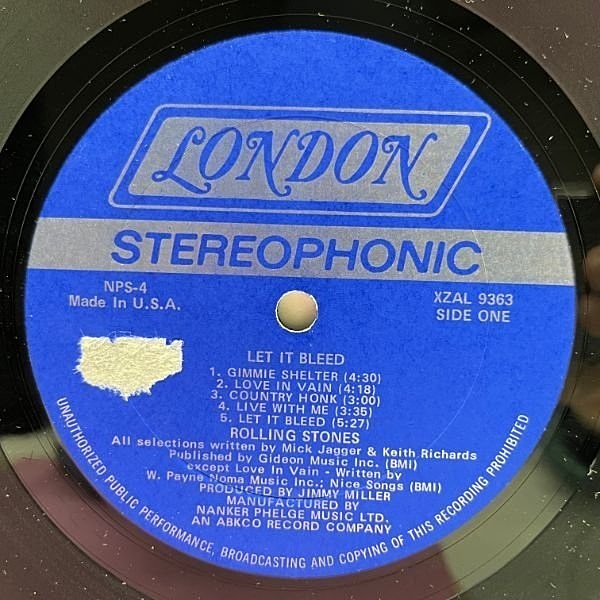 LONDON
STEREOPHONIC
NPS-4
Made In U.S.A.
XZAL 9363
SIDE ONE
LET IT BLEED
1. GIMMIE SHELTER (4:30)
2. LOVE IN VAIN (4:18)
3. COUNTRY HONK (3:00)
4. LIVE WITH ME (3:35)
5. LET IT BLEED (5:27)
ROLLING STONES
All selections written by Mick Jagger & Keith Richards
Published by Gideon Music Inc. (BMI)
except Love In Vain - Written by
W. Payne Noma Music Inc.; Nice Songs (BMI)
PRODUCED BY JIMMY MILLER
MANUFACTURED BY
NANKER PHELGE MUSIC LTD.
AN ABKCO RECORD COMPANY
UNAUTHORIZED PUBLIC PERFORMANCE, BROADCASTING AND COPYING OF THIS RECORDING PROHIBITED